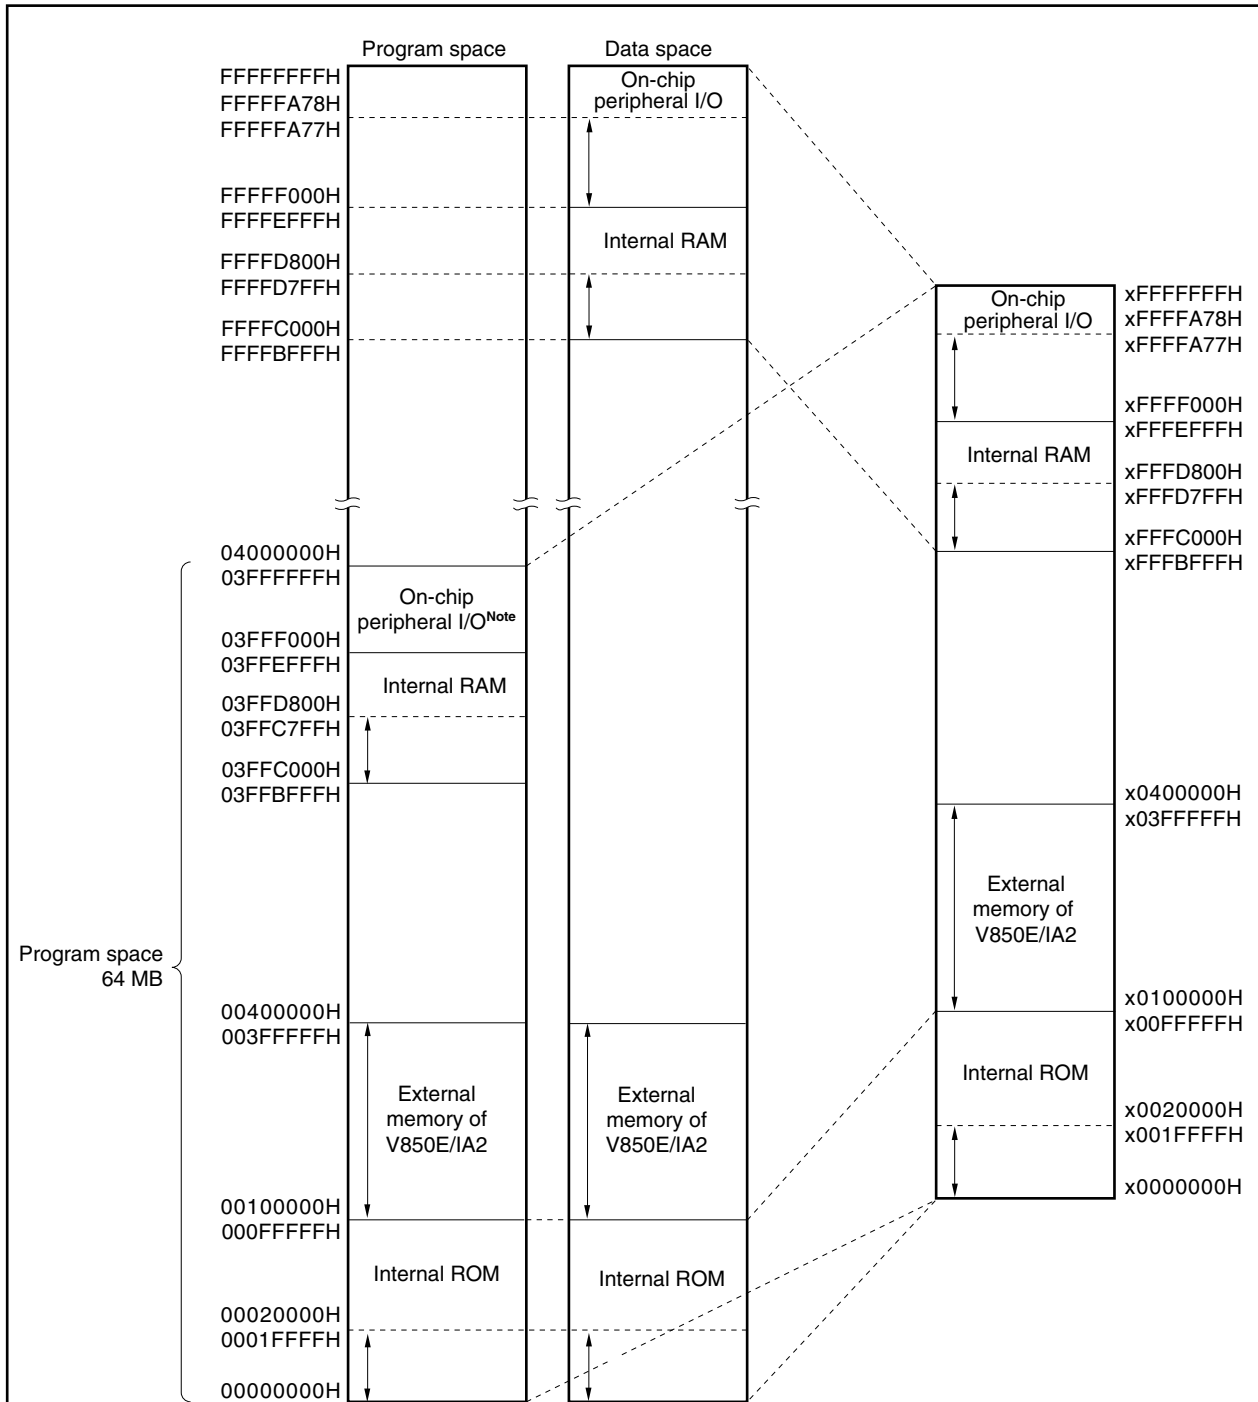 Program space
Data space
FFFFFFFFH
FFFFFA78H
FFFFFA77H
FFFFF000H
FFFFEFFFH
FFFFD800H
FFFFD7FFH
FFFFC000H
FFFFBFFFH
On-chip
peripheral I/O
Internal RAM
04000000H
03FFFFFFH
03FFF000H
03FFEFFFH
03FFD800H
03FFC7FFH
03FFC000H
03FFBFFFH
On-chip
peripheral I/ONote
Internal RAM
Program space
64 MB
00400000H
003FFFFFH
00100000H
000FFFFFH
00020000H
0001FFFFH
00000000H
External
memory of
V850E/IA2
Internal ROM
External
memory of
V850E/IA2
Internal ROM
On-chip
peripheral I/O
Internal RAM
External
memory of
V850E/IA2
Internal ROM
xFFFFFFFH
xFFFFA78H
xFFFFA77H
xFFFF000H
xFFFEFFFH
xFFFD800H
xFFFD7FFH
xFFFC000H
xFFFBFFFH
x0400000H
x03FFFFFH
x0100000H
x00FFFFFH
x0020000H
x001FFFFH
x0000000H